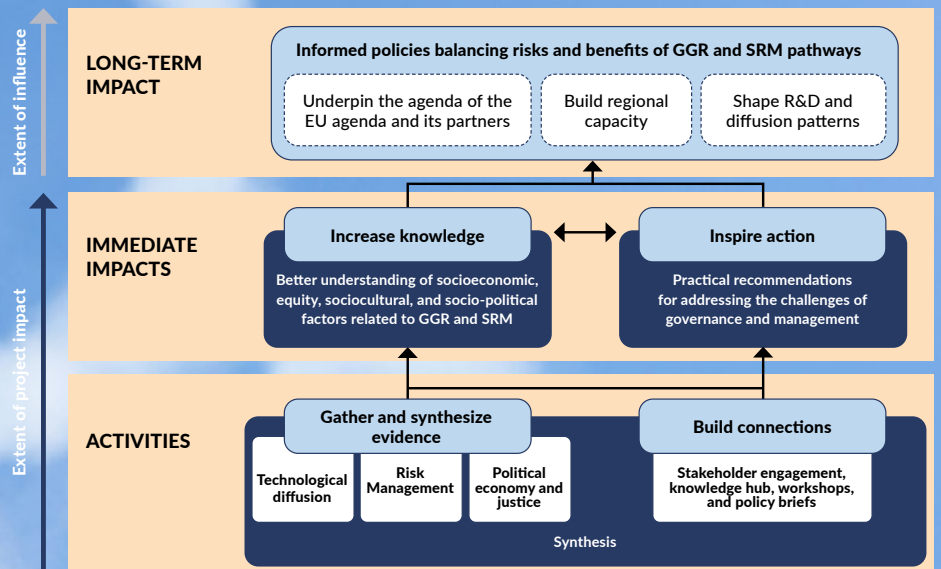 Extent of influence
LONG-TERM
IMPACT
Informed policies balancing risks and benefits of GGR and SRM pathways
Underpin the agenda of the
EU agenda and its partners
Build regional
capacity
Shape R&D and
diffusion patterns
Extent of project impact
IMMEDIATE
IMPACTS
Increase knowledge
Better understanding of socioeconomic,
equity, sociocultural, and socio-political
factors related to GGR and SRM
Inspire action
Practical recommendations
for addressing the challenges of
governance and management
ACTIVITIES
Gather and synthesize
evidence
Technological
diffusion
Risk
Management
Political
economy and
justice
Build connections
Stakeholder engagement,
knowledge hub, workshops,
and policy briefs
Synthesis